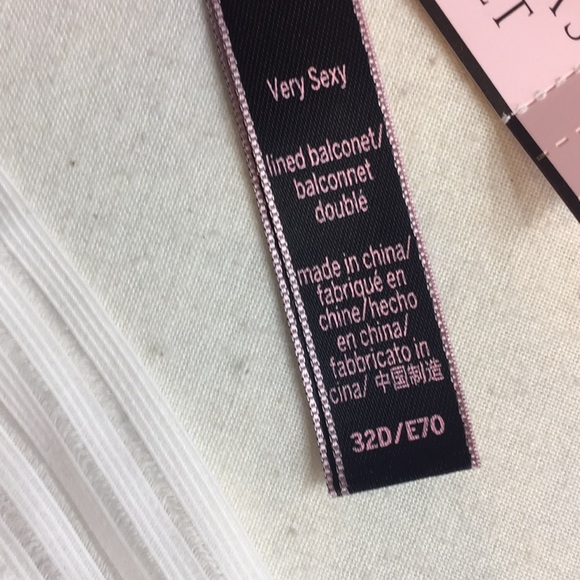 Very Sexy
lined balconet/
balconnet
doublé
made in china/
fabriqué en
chine/hecho
en china/
fabbricato in
cina/ 中国制造
32D/E70